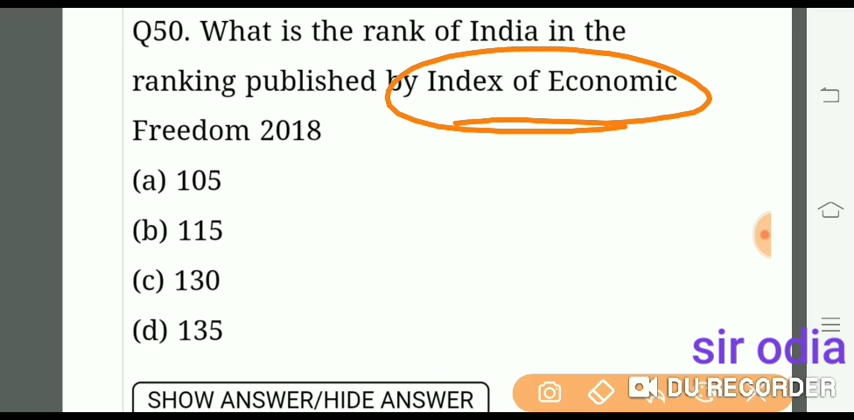 Q50. What is the rank of India in the
ranking published by Index of Economic
Freedom 2018
(a) 105
(b) 115
(c) 130
(d) 135
sir odia
DU RECORDER
SHOW ANSWER/HIDE ANSWER